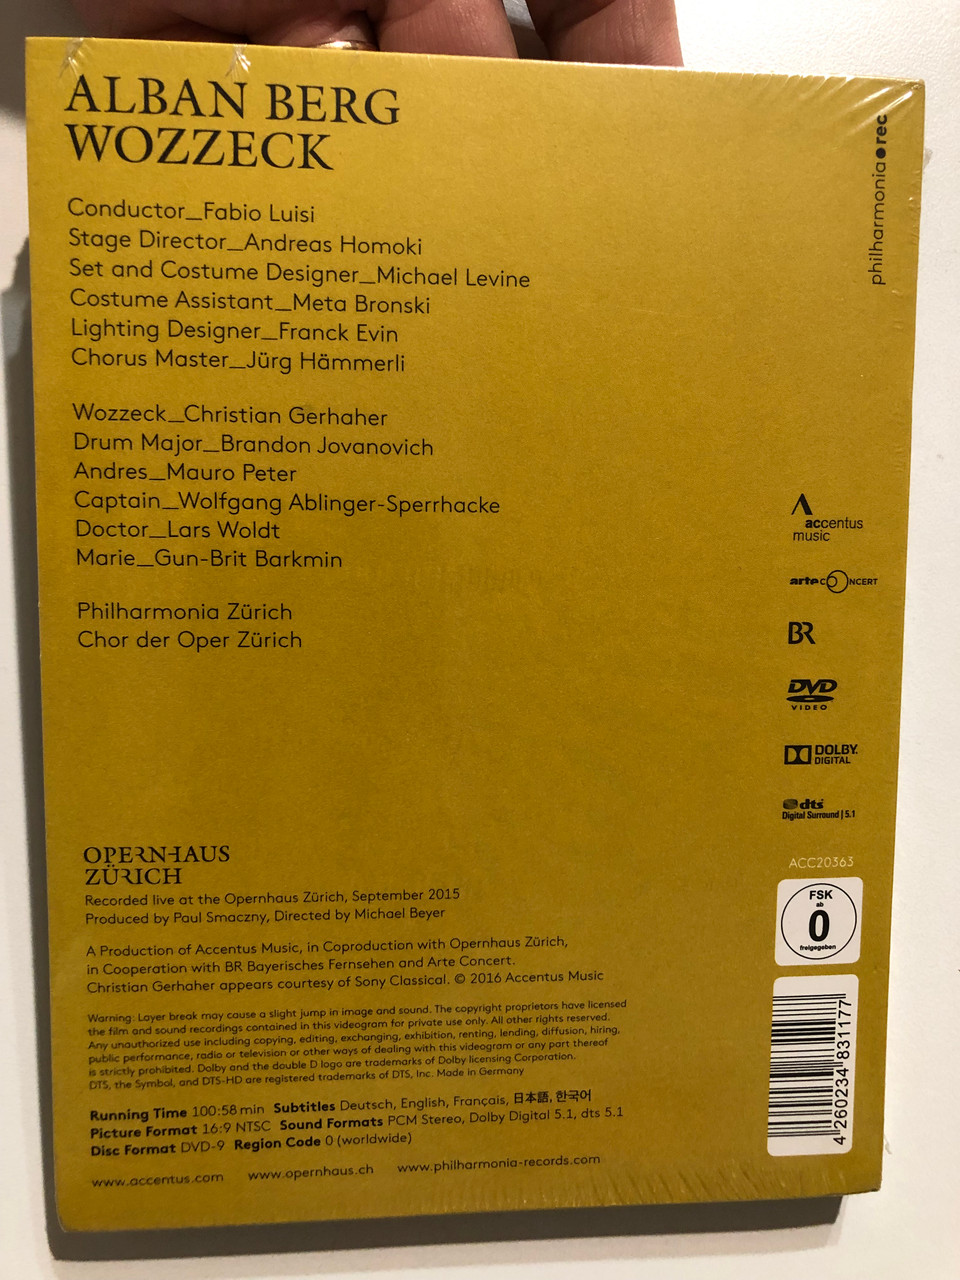 ALBAN BERG
WOZZECK
philharmonia●rec
Conductor_Fabio Luisi
Stage Director_Andreas Homoki
Set and Costume Designer_Michael Levine
Costume Assistant_Meta Bronski
Lighting Designer_Franck Evin
Chorus Master_Jürg Hämmerli
Wozzeck_Christian Gerhaher
Drum Major_Brandon Jovanovich
Andres_Mauro Peter
Captain_Wolfgang Ablinger-Sperrhacke
Doctor_Lars Woldt
Marie_Gun-Brit Barkmin
Philharmonia Zürich
Chor der Oper Zürich
accentus
music
arte CONCERT
BR
DVD
VIDEO
DOLBY
DIGITAL
dts
Digital Surround | 5.1
ACC20363
FSK
ab
0
freigegeben
4 260234 831177
OPERNHAUS
ZÜRICH
Recorded live at the Opernhaus Zürich, September 2015
Produced by Paul Smaczny, Directed by Michael Beyer
A Production of Accentus Music, in Coproduction with Opernhaus Zürich,
in Cooperation with BR Bayerisches Fernsehen and Arte Concert.
Christian Gerhaher appears courtesy of Sony Classical. © 2016 Accentus Music
Warning: Layer break may cause a slight jump in image and sound. The copyright proprietors have licensed
the film and sound recordings contained in this videogram for private use only. All other rights reserved.
Any unauthorized use including copying, editing, exchanging, exhibition, renting, lending, diffusion, hiring,
public performance, radio or television or other ways of dealing with this videogram or any part thereof
is strictly prohibited. Dolby and the double D logo are trademarks of Dolby licensing Corporation.
DTS, the Symbol, and DTS-HD are registered trademarks of DTS, Inc. Made in Germany
Running Time 100:58 min Subtitles Deutsch, English, Français, 日本語, 한국어
Picture Format 16:9 NTSC Sound Formats PCM Stereo, Dolby Digital 5.1, dts 5.1
Disc Format DVD-9 Region Code 0 (worldwide)
www.accentus.com www.opernhaus.ch www.philharmonia-records.com